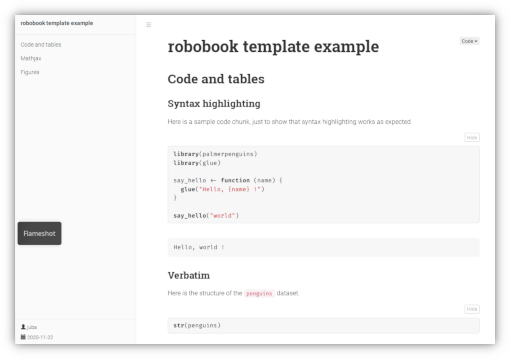 robobook template example
Code and tables
Mathjax
Figures
Flameshot
juba
2020-11-22
robobook template example
Code
Code and tables
Syntax highlighting
Here is a sample code chunk, just to show that syntax highlighting works as expected.
Hide
library(palmerpenguins)
library(glue)
say_hello <- function (name) {
glue("Hello, {name} !")
}
say_hello("world")
Hello, world !
Verbatim
Here is the structure of the penguins dataset.
Hide
str(penguins)